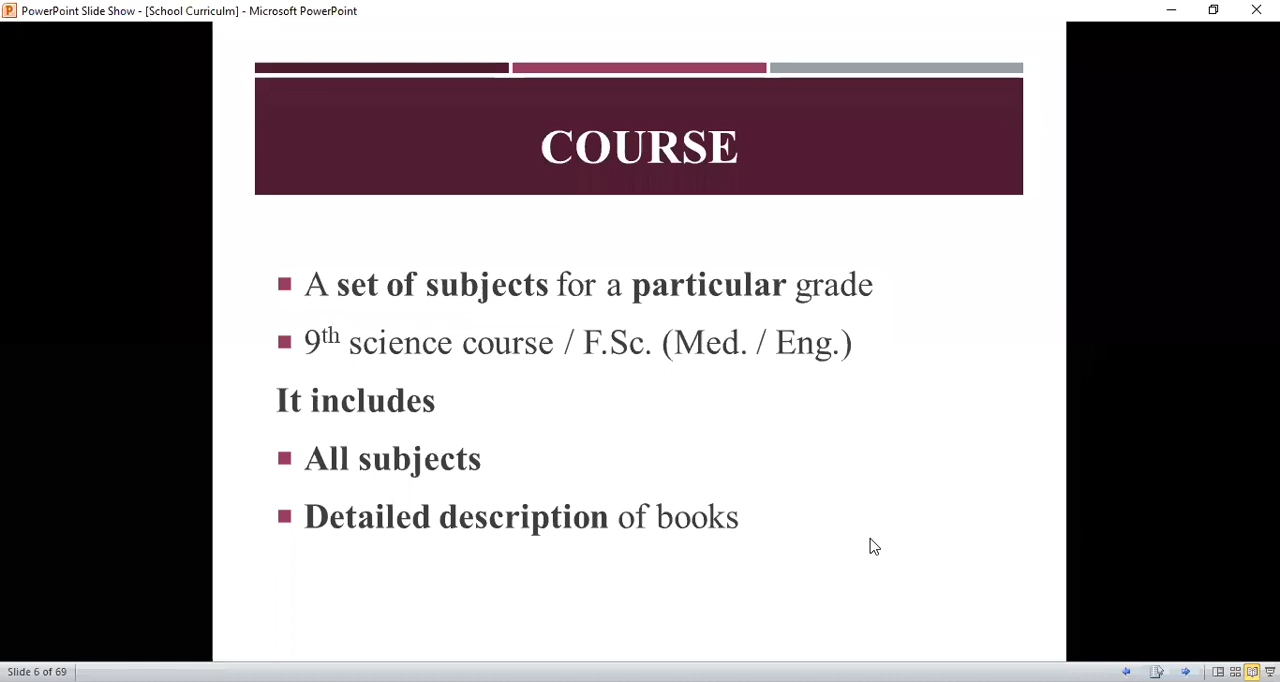 PowerPoint Slide Show - [School Curriculm] - Microsoft PowerPoint
COURSE
A set of subjects for a particular grade
9th science course / F.Sc. (Med. / Eng.)
It includes
All subjects
Detailed description of books
Slide 6 of 69